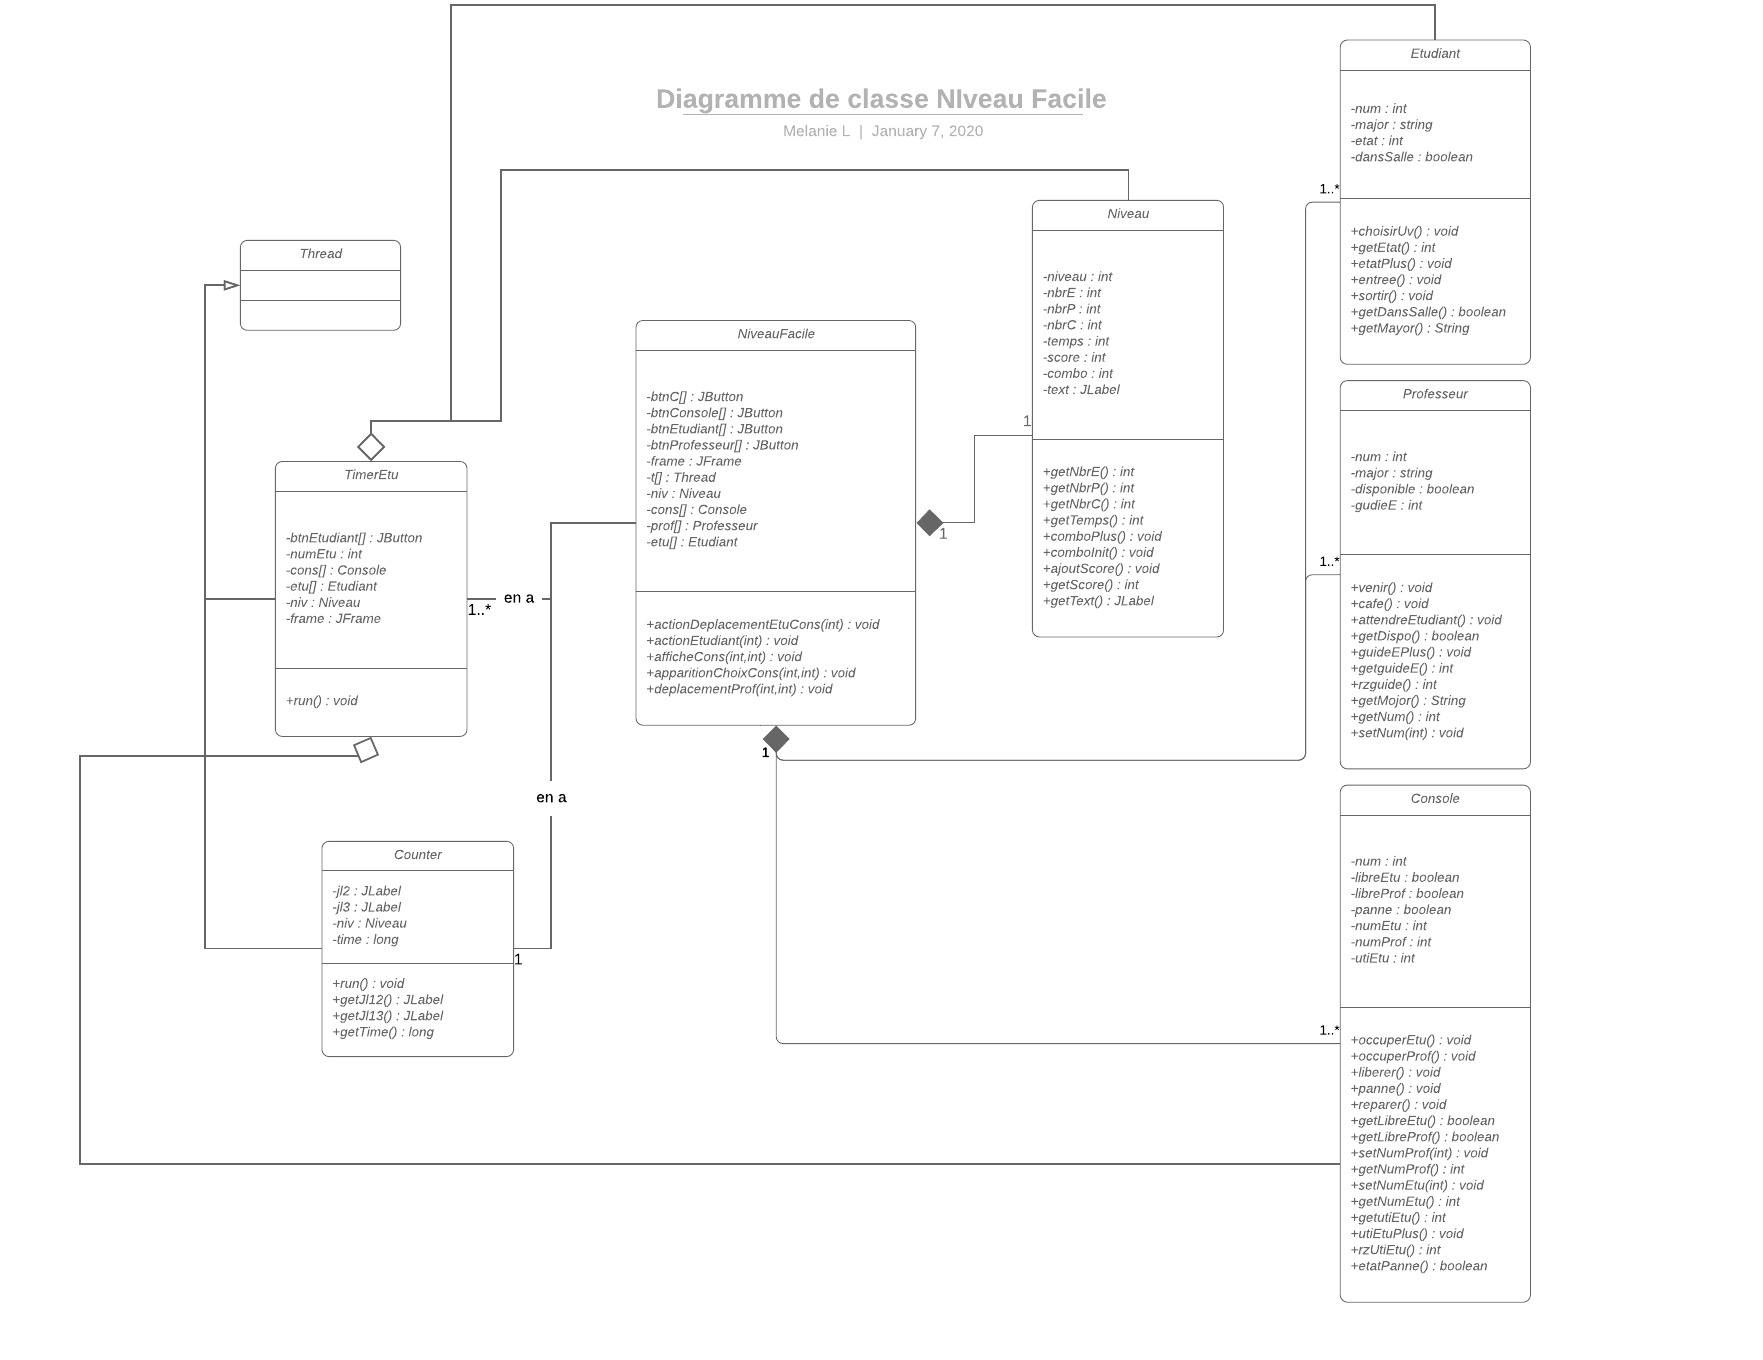 Diagramme de classe NIveau Facile
Melanie L | January 7, 2020
Thread
TimerEtu
-btnEtudiant[] : JButton
-numEtu : int
-cons[] : Console
-etu[] : Etudiant
-niv : Niveau
-frame : JFrame
+run() : void
1..*
en a
en a
Counter
-jl2 : JLabel
-jl3 : JLabel
-niv : Niveau
-time : long
+run() : void
+getJl12() : JLabel
+getJl13() : JLabel
+getTime() : long
1
NiveauFacile
-btnC[] : JButton
-btnConsole[] : JButton
-btnEtudiant[] : JButton
-btnProfesseur[] : JButton
-frame : JFrame
-t[] : Thread
-niv : Niveau
-cons[] : Console
-prof[] : Professeur
-etu[] : Etudiant
+actionDeplacementEtuCons(int) : void
+actionEtudiant(int) : void
+afficheCons(int,int) : void
+apparitionChoixCons(int,int) : void
+deplacementProf(int,int) : void
1
1
1
Niveau
-niveau : int
-nbrE : int
-nbrP : int
-nbrC : int
-temps : int
-score : int
-combo : int
-text : JLabel
+getNbrE() : int
+getNbrP() : int
+getNbrC() : int
+getTemps() : int
+comboPlus() : void
+comboInit() : void
+ajoutScore() : void
+getScore() : int
+getText() : JLabel
Etudiant
-num : int
-major : string
-etat : int
-dansSalle : boolean
1..*
+choisirUv() : void
+getEtat() : int
+etatPlus() : void
+entree() : void
+sortir() : void
+getDansSalle() : boolean
+getMayor() : String
Professeur
-num : int
-major : string
-disponible : boolean
-gudieE : int
1..*
+venir() : void
+cafe() : void
+attendreEtudiant() : void
+getDispo() : boolean
+guideEPlus() : void
+getguideE() : int
+rzguide() : int
+getMojor() : String
+getNum() : int
+setNum(int) : void
Console
-num : int
-libreEtu : boolean
-libreProf : boolean
-panne : boolean
-numEtu : int
-numProf : int
-utiEtu : int
1..*
+occuperEtu() : void
+occuperProf() : void
+liberer() : void
+panne() : void
+reparer() : void
+getLibreEtu() : boolean
+getLibreProf() : boolean
+setNumProf(int) : void
+getNumProf() : int
+setNumEtu(int) : void
+getNumEtu() : int
+getutiEtu() : int
+utiEtuPlus() : void
+rzUtiEtu() : int
+etatPanne() : boolean